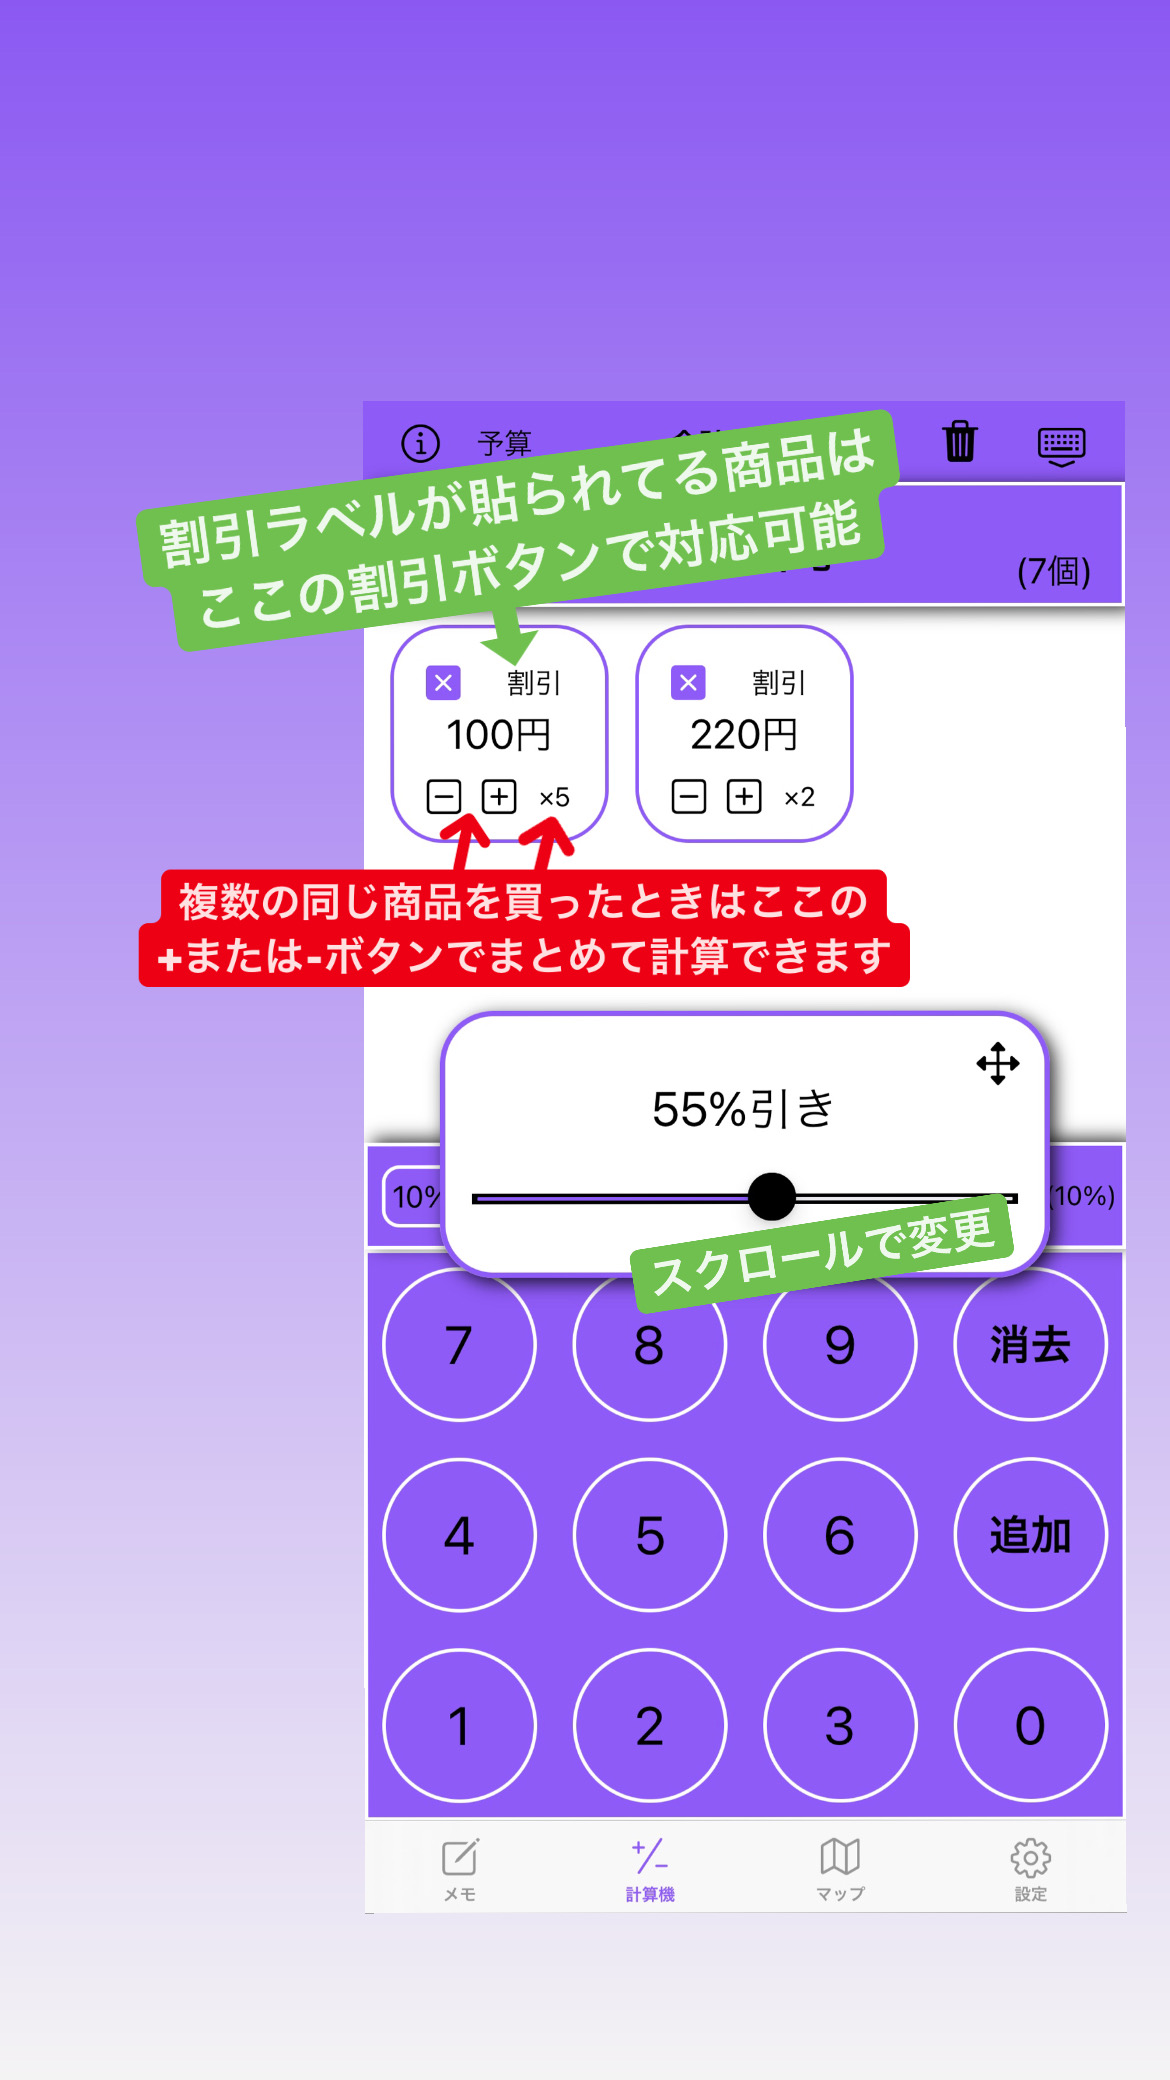 予算
割引ラベルが貼られてる商品は
ここの割引ボタンで対応可能
(7個)
割引
100円
×5
割引
220円
×2
複数の同じ商品を買ったときはここの
+または-ボタンでまとめて計算できます
55%引き
10%
(10%)
スクロールで変更
7 8 9 消去
4 5 6 追加
1 2 3 0
メモ 計算機 マップ 設定